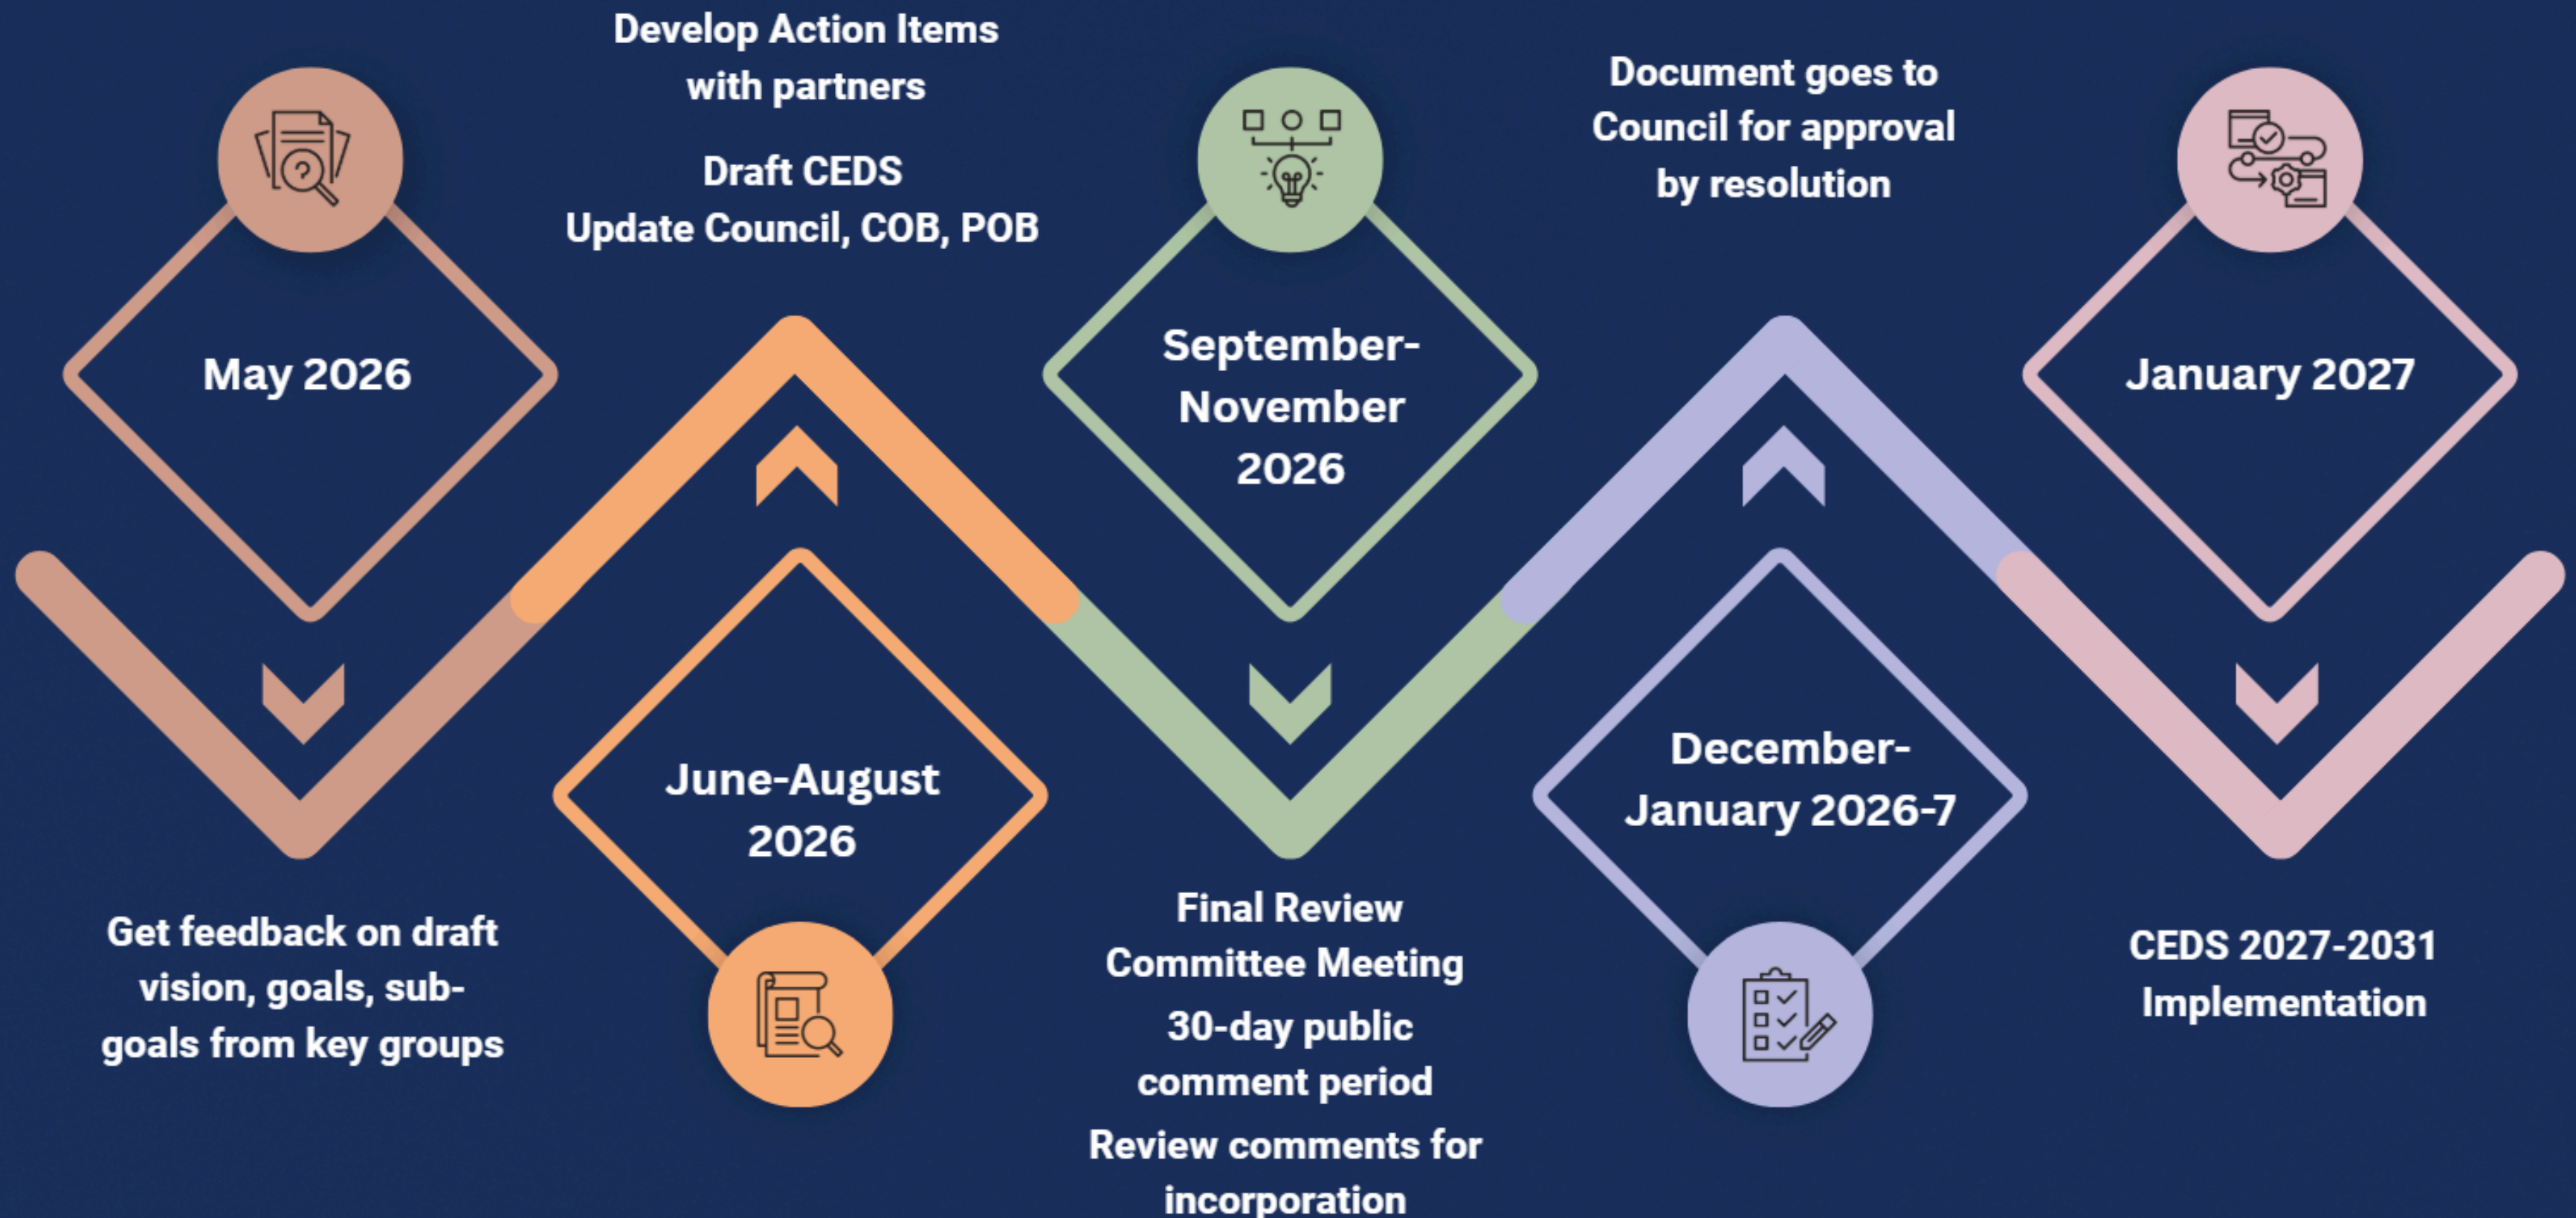 May 2026
Get feedback on draft
vision, goals, sub-
goals from key groups
Develop Action Items
with partners
Draft CEDS
Update Council, COB, POB
June-August
2026
September-
November
2026
Final Review
Committee Meeting
30-day public
comment period
Review comments for
incorporation
Document goes to
Council for approval
by resolution
December-
January 2026-7
January 2027
CEDS 2027-2031
Implementation